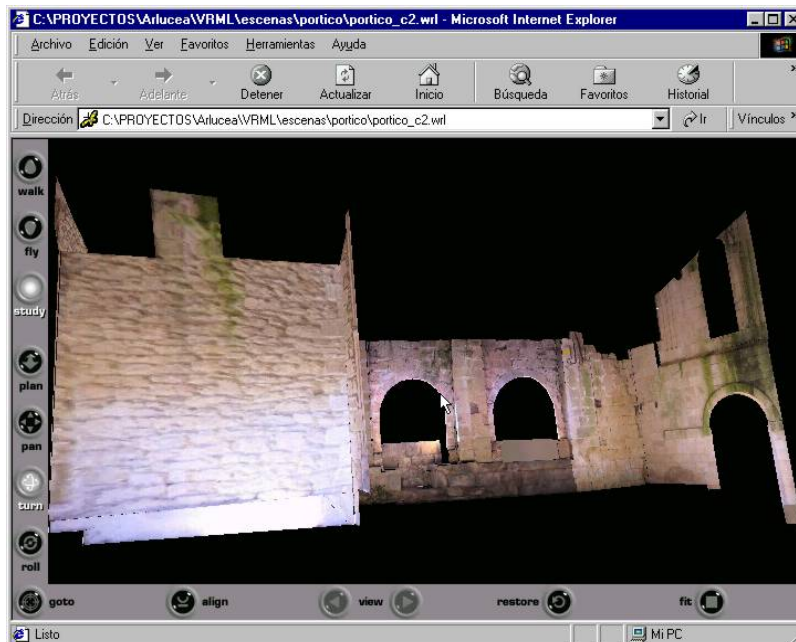 C:\PROYECTOS\Arlucea\VRML\escenas\portico\portico_c2.wrl - Microsoft Internet Explorer
Archivo Edición Ver Favoritos Herramientas Ayuda
Atrás Adelante Detener Actualizar Inicio Búsqueda Favoritos Historial »
Dirección C:\PROYECTOS\Arlucea\VRML\escenas\portico\portico_c2.wrl Ir Vínculos »
walk
fly
study
plan
pan
turn
roll
goto align view restore fit
Listo Mi PC